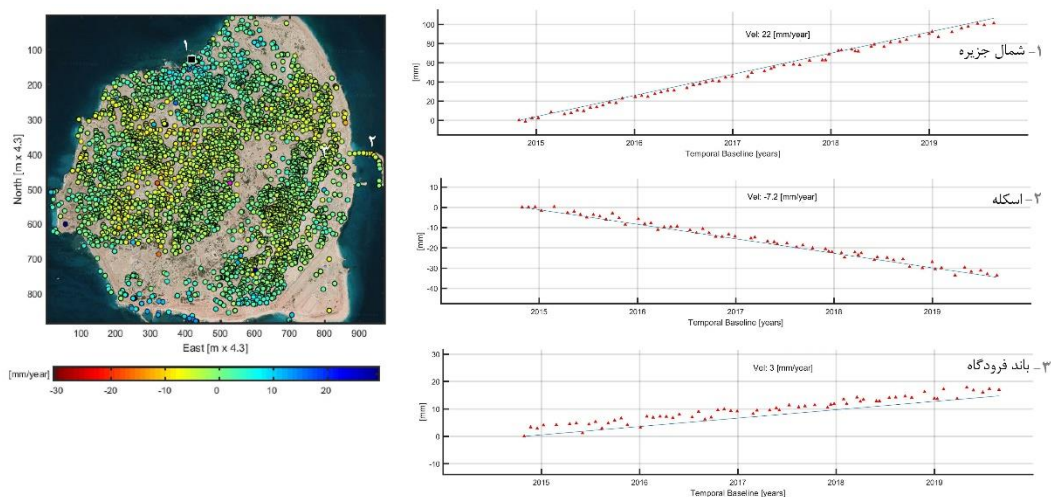 ۱
۲
۳
100
200
300
400
500
600
700
800
North [m x 4.3]
100 200 300 400 500 600 700 800 900
East [m x 4.3]
[mm/year]
-30 -20 -10 0 10 20
Vel: 22 [mm/year]
۱- شمال جزیره
100
80
60
40
20
0
[mm]
2015 2016 2017 2018 2019
Temporal Baseline [years]
Vel: -7.2 [mm/year]
۲- اسکله
10
0
-10
-20
-30
-40
[mm]
2015 2016 2017 2018 2019
Temporal Baseline [years]
Vel: 3 [mm/year]
۳- باند فرودگاه
30
20
10
0
-10
[mm]
2015 2016 2017 2018 2019
Temporal Baseline [years]